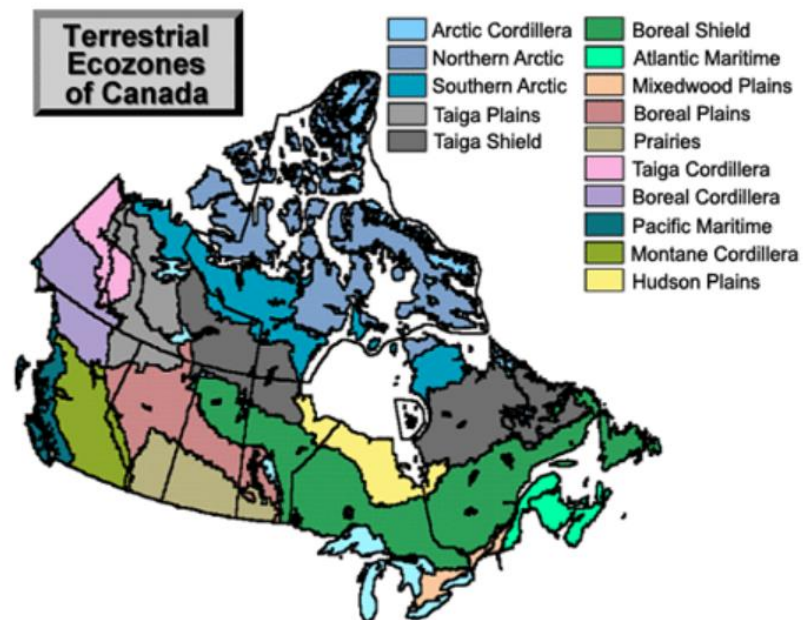 Terrestrial
Ecozones
of Canada
Arctic Cordillera
Northern Arctic
Southern Arctic
Taiga Plains
Taiga Shield
Boreal Shield
Atlantic Maritime
Mixedwood Plains
Boreal Plains
Prairies
Taiga Cordillera
Boreal Cordillera
Pacific Maritime
Montane Cordillera
Hudson Plains